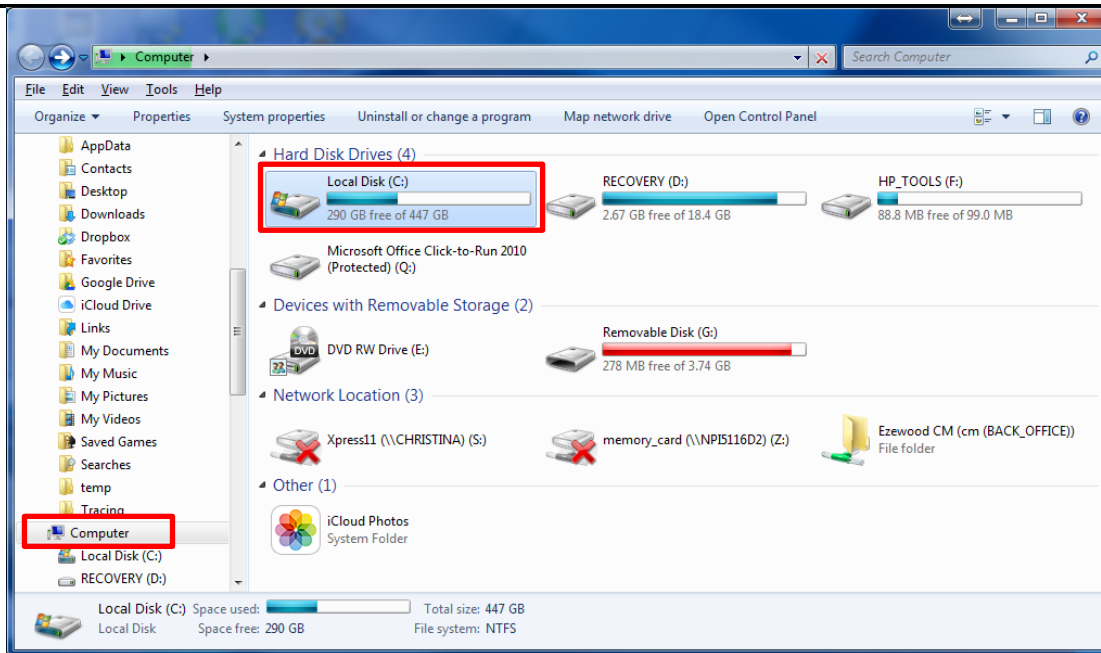 Computer
Search Computer
File Edit View Tools Help
Organize Properties System properties Uninstall or change a program Map network drive Open Control Panel
AppData
Contacts
Desktop
Downloads
Dropbox
Favorites
Google Drive
iCloud Drive
Links
My Documents
My Music
My Pictures
My Videos
Saved Games
Searches
temp
Tracing
Computer
Local Disk (C:)
RECOVERY (D:)
Hard Disk Drives (4)
Local Disk (C:)
290 GB free of 447 GB
RECOVERY (D:)
2.67 GB free of 18.4 GB
HP_TOOLS (F:)
88.8 MB free of 99.0 MB
Microsoft Office Click-to-Run 2010
(Protected) (Q:)
Devices with Removable Storage (2)
DVD
DVD RW Drive (E:)
Removable Disk (G:)
278 MB free of 3.74 GB
Network Location (3)
Xpress11 (\\CHRISTINA) (S:)
memory_card (\\NPI5116D2) (Z:)
Ezewood CM (cm (BACK_OFFICE))
File folder
Other (1)
iCloud Photos
System Folder
Local Disk (C:) Space used: Total size: 447 GB
Local Disk Space free: 290 GB File system: NTFS